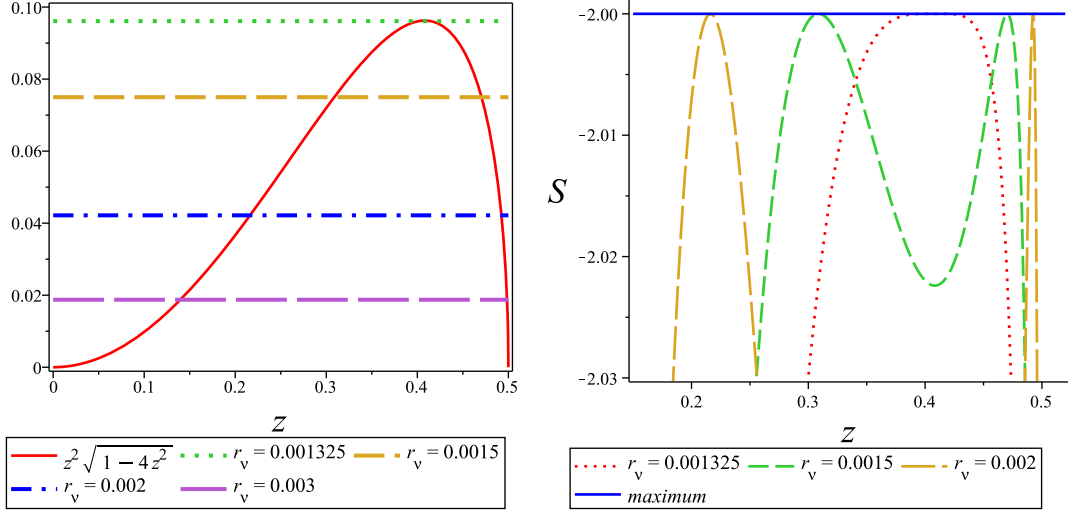 0.10
0.08
0.06
0.04
0.02
0
0 0.1 0.2 0.3 0.4 0.5
z
z² √(1 − 4 z²) r_ν = 0.001325 r_ν = 0.0015
r_ν = 0.002 r_ν = 0.003
−2.00
−2.01
S
−2.02
−2.03
0.2 0.3 0.4 0.5
z
r_ν = 0.001325 r_ν = 0.0015 r_ν = 0.002
maximum